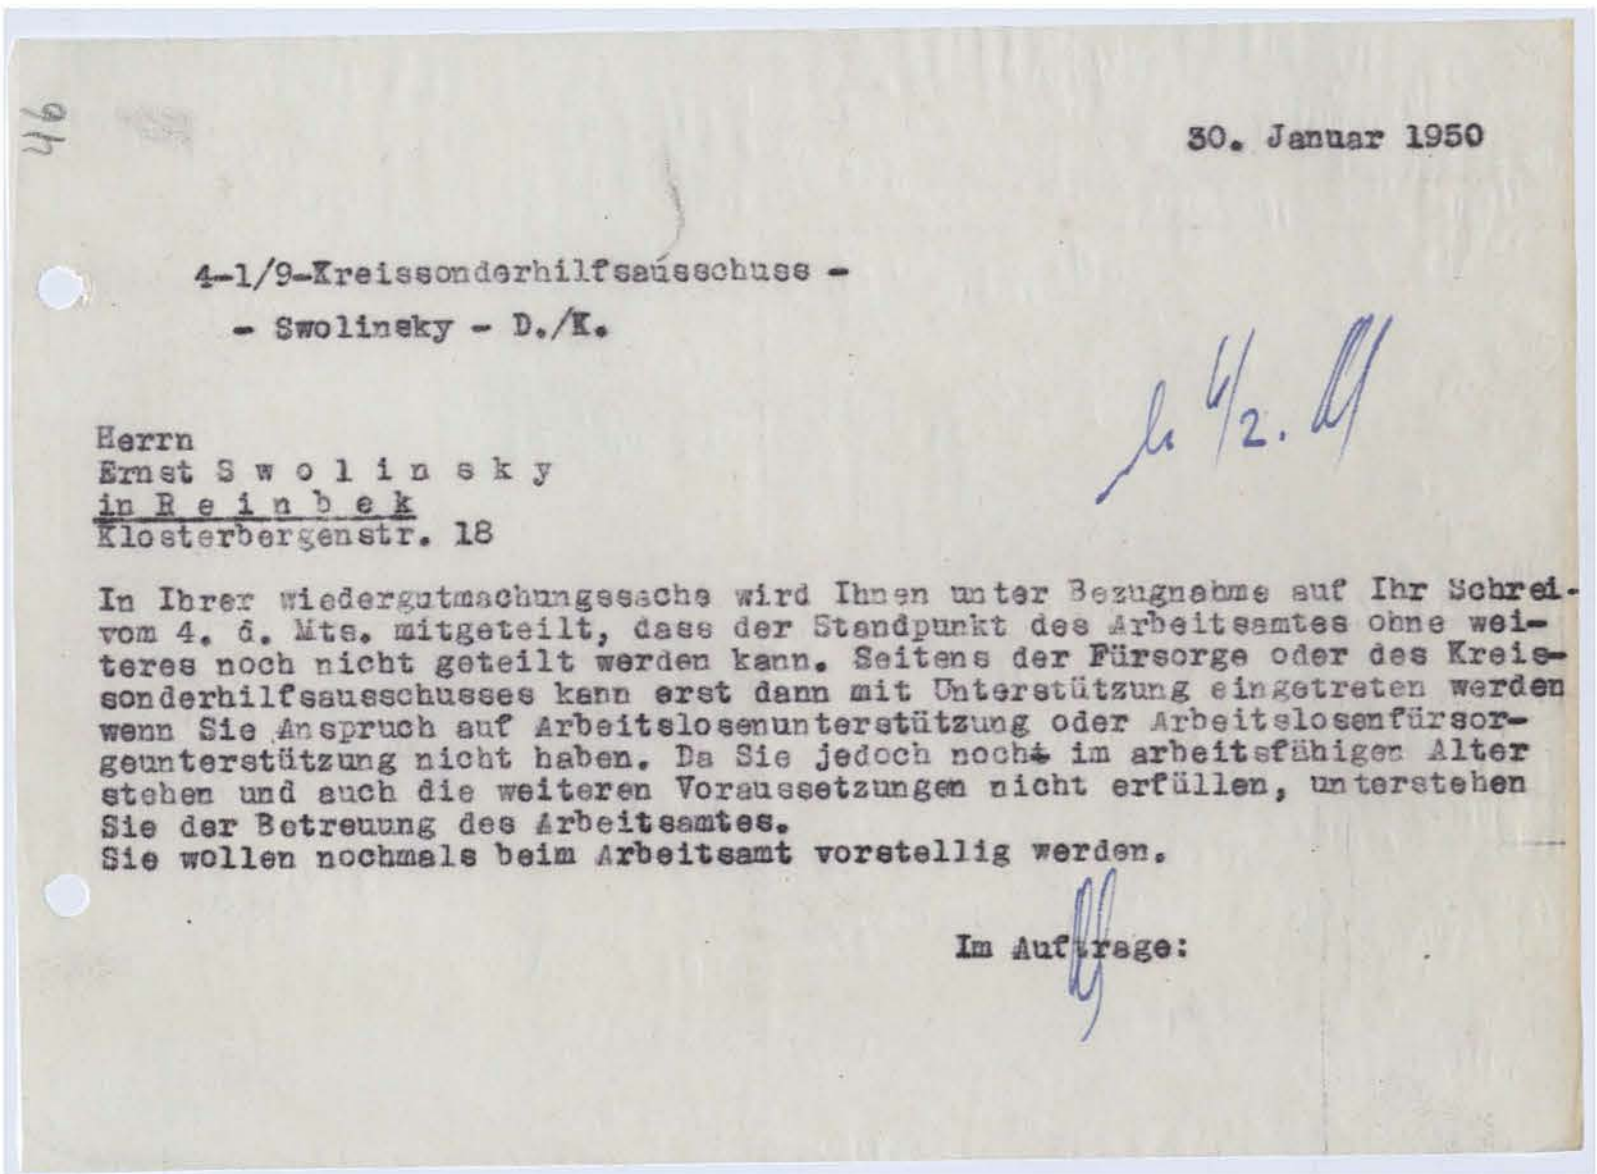 46
30. Januar 1950
4-1/9-Kreissonderhilfsausschuss -
- Swolinsky - D./K.
4/2.
Herrn
Ernst S w o l i n s k y
in R e i n b e k
Klosterbergenstr. 18
In Ihrer wiedergutmachungssache wird Ihnen unter Bezugnahme auf Ihr Schrei-
vom 4. d. Mts. mitgeteilt, dass der Standpunkt des Arbeitsamtes ohne wei-
teres noch nicht geteilt werden kann. Seitens der Fürsorge oder des Kreis-
sonderhilfsausschusses kann erst dann mit Unterstützung eingetreten werden
wenn Sie Anspruch auf Arbeitslosenunterstützung oder Arbeitslosenfürsor-
geunterstützung nicht haben. Da Sie jedoch noch im arbeitsfähigen Alter
stehen und auch die weiteren Voraussetzungen nicht erfüllen, unterstehen
Sie der Betreuung des Arbeitsamtes.
Sie wollen nochmals beim Arbeitsamt vorstellig werden.
Im Auftrage: